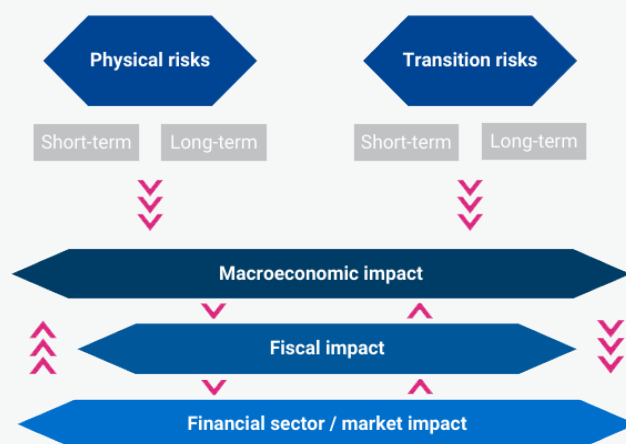 Physical risks
Transition risks
Short-term
Long-term
Short-term
Long-term
Macroeconomic impact
Fiscal impact
Financial sector / market impact